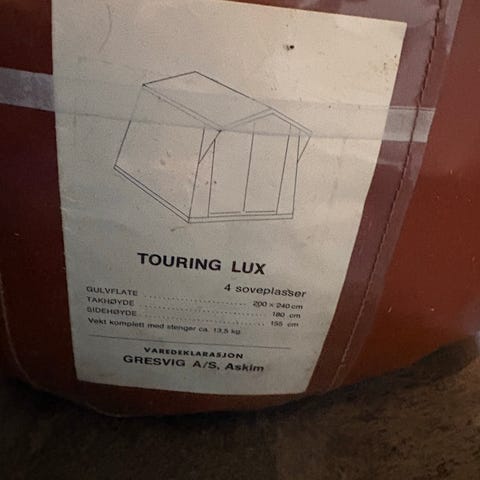 TOURING LUX
4 soveplasser
GULVFLATE ........................ 200 × 240 cm
TAKHØYDE ........................ 180 cm
SIDEHØYDE ........................ 155 cm
Vekt komplett med stenger ca. 13,5 kg.
VAREDEKLARASJON
GRESVIG A/S, Askim